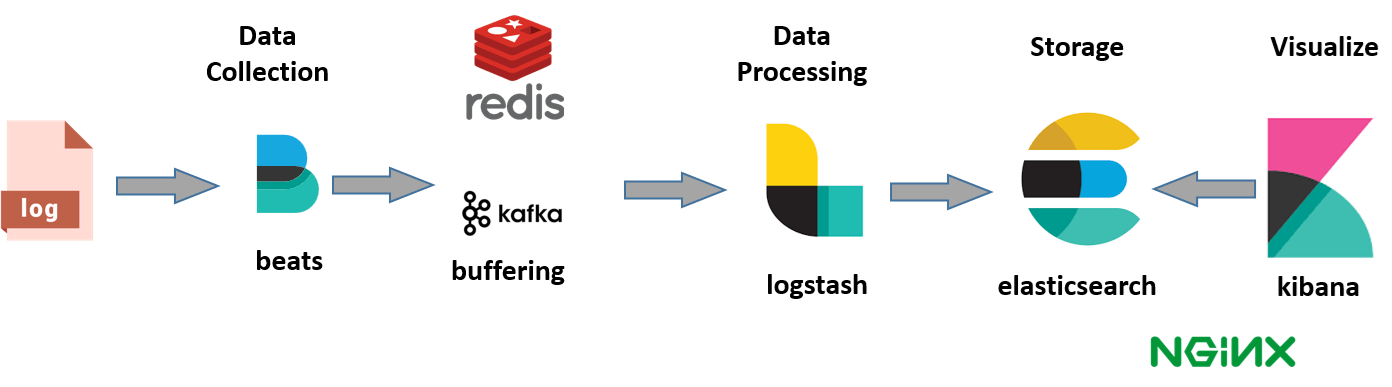 Data
Collection
redis
Data
Processing
Storage
Visualize
log
kafka
beats
buffering
logstash
elasticsearch
kibana
NGINX